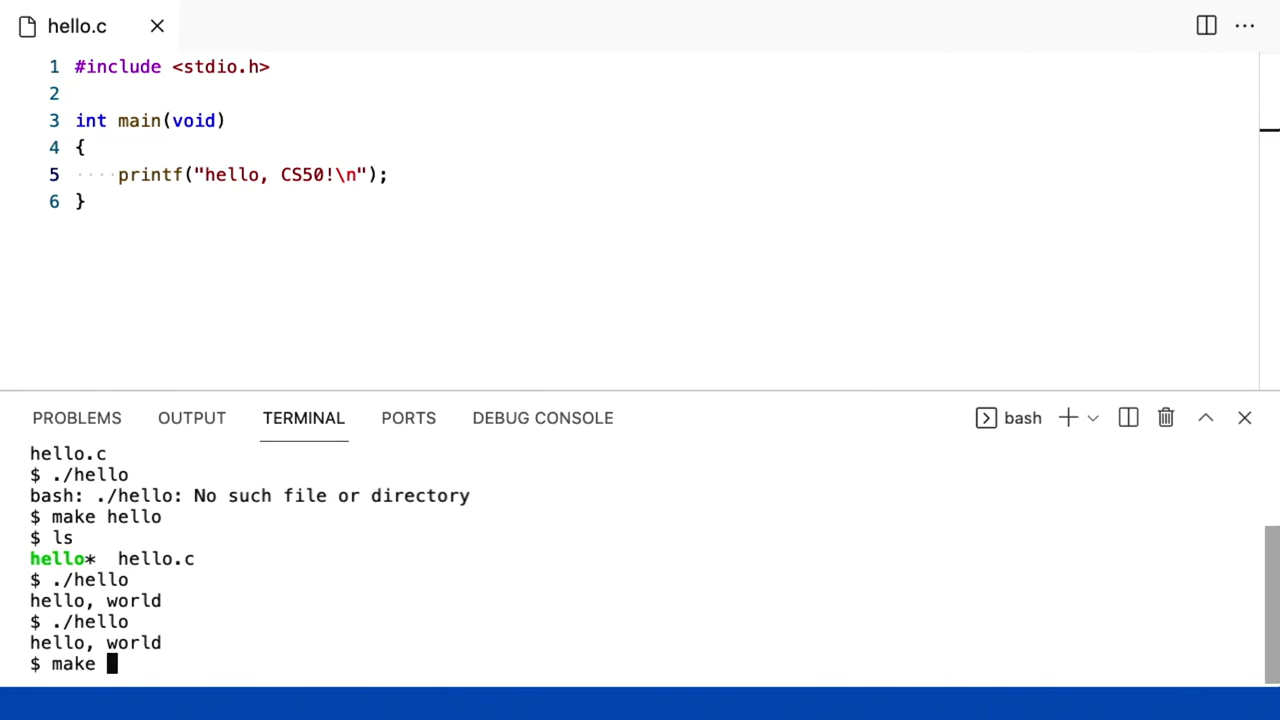 hello.c
1 #include <stdio.h>
2
3 int main(void)
4 {
5 ····printf("hello, CS50!\n");
6 }
PROBLEMS OUTPUT TERMINAL PORTS DEBUG CONSOLE bash
hello.c
$ ./hello
bash: ./hello: No such file or directory
$ make hello
$ ls
hello* hello.c
$ ./hello
hello, world
$ ./hello
hello, world
$ make